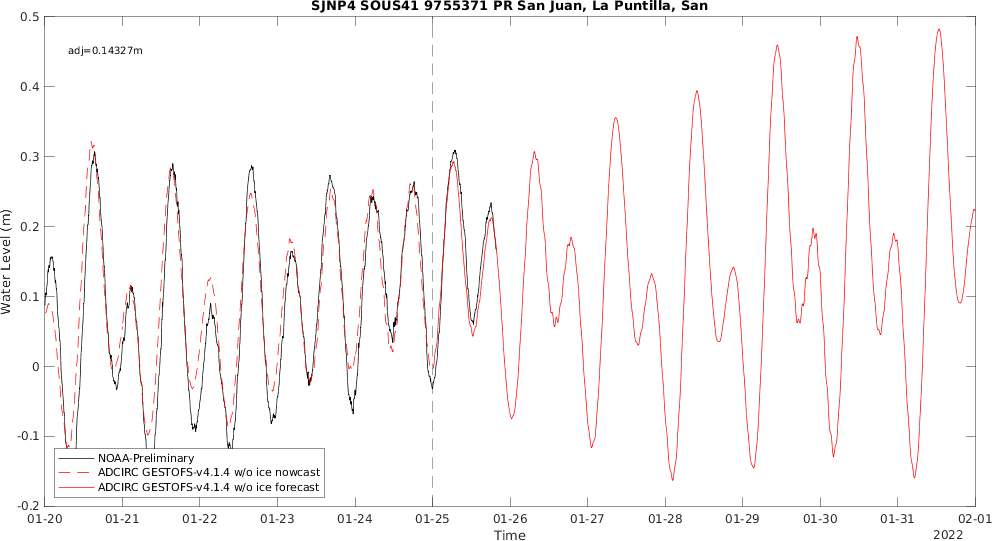 SJNP4 SOUS41 9755371 PR San Juan, La Puntilla, San
adj=0.14327m
Water Level (m)
0.5
0.4
0.3
0.2
0.1
0
-0.1
-0.2
NOAA-Preliminary
ADCIRC GESTOFS-v4.1.4 w/o ice nowcast
ADCIRC GESTOFS-v4.1.4 w/o ice forecast
01-20 01-21 01-22 01-23 01-24 01-25 01-26 01-27 01-28 01-29 01-30 01-31 02-01
Time
2022